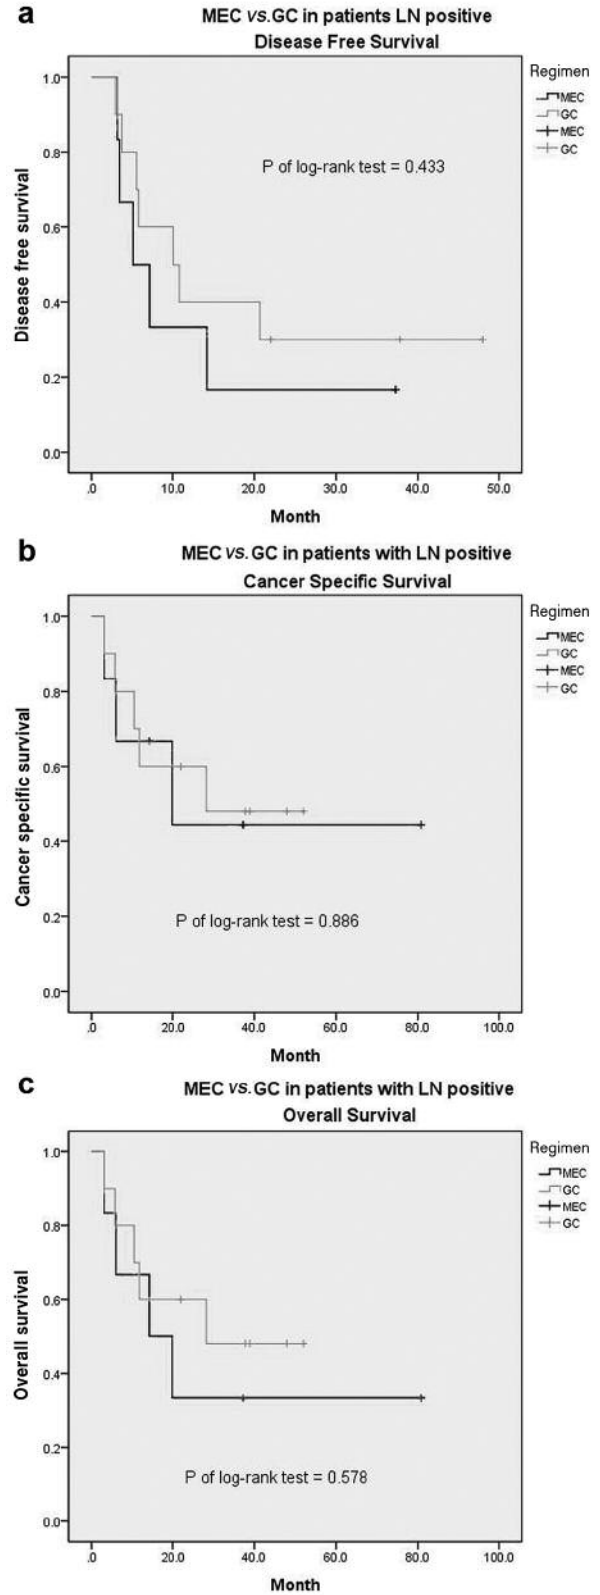 a
MEC vs.GC in patients LN positive
Disease Free Survival
Regimen
MEC
GC
MEC
GC
P of log-rank test = 0.433
Disease free survival
1.0
0.8
0.6
0.4
0.2
0.0
.0 10.0 20.0 30.0 40.0 50.0
Month
b
MEC vs.GC in patients with LN positive
Cancer Specific Survival
Regimen
MEC
GC
MEC
GC
Cancer specific survival
1.0
0.8
0.6
0.4
0.2
0.0
P of log-rank test = 0.886
.0 20.0 40.0 60.0 80.0 100.0
Month
c
MEC vs.GC in patients with LN positive
Overall Survival
Regimen
MEC
GC
MEC
GC
Overall survival
1.0
0.8
0.6
0.4
0.2
0.0
P of log-rank test = 0.578
.0 20.0 40.0 60.0 80.0 100.0
Month